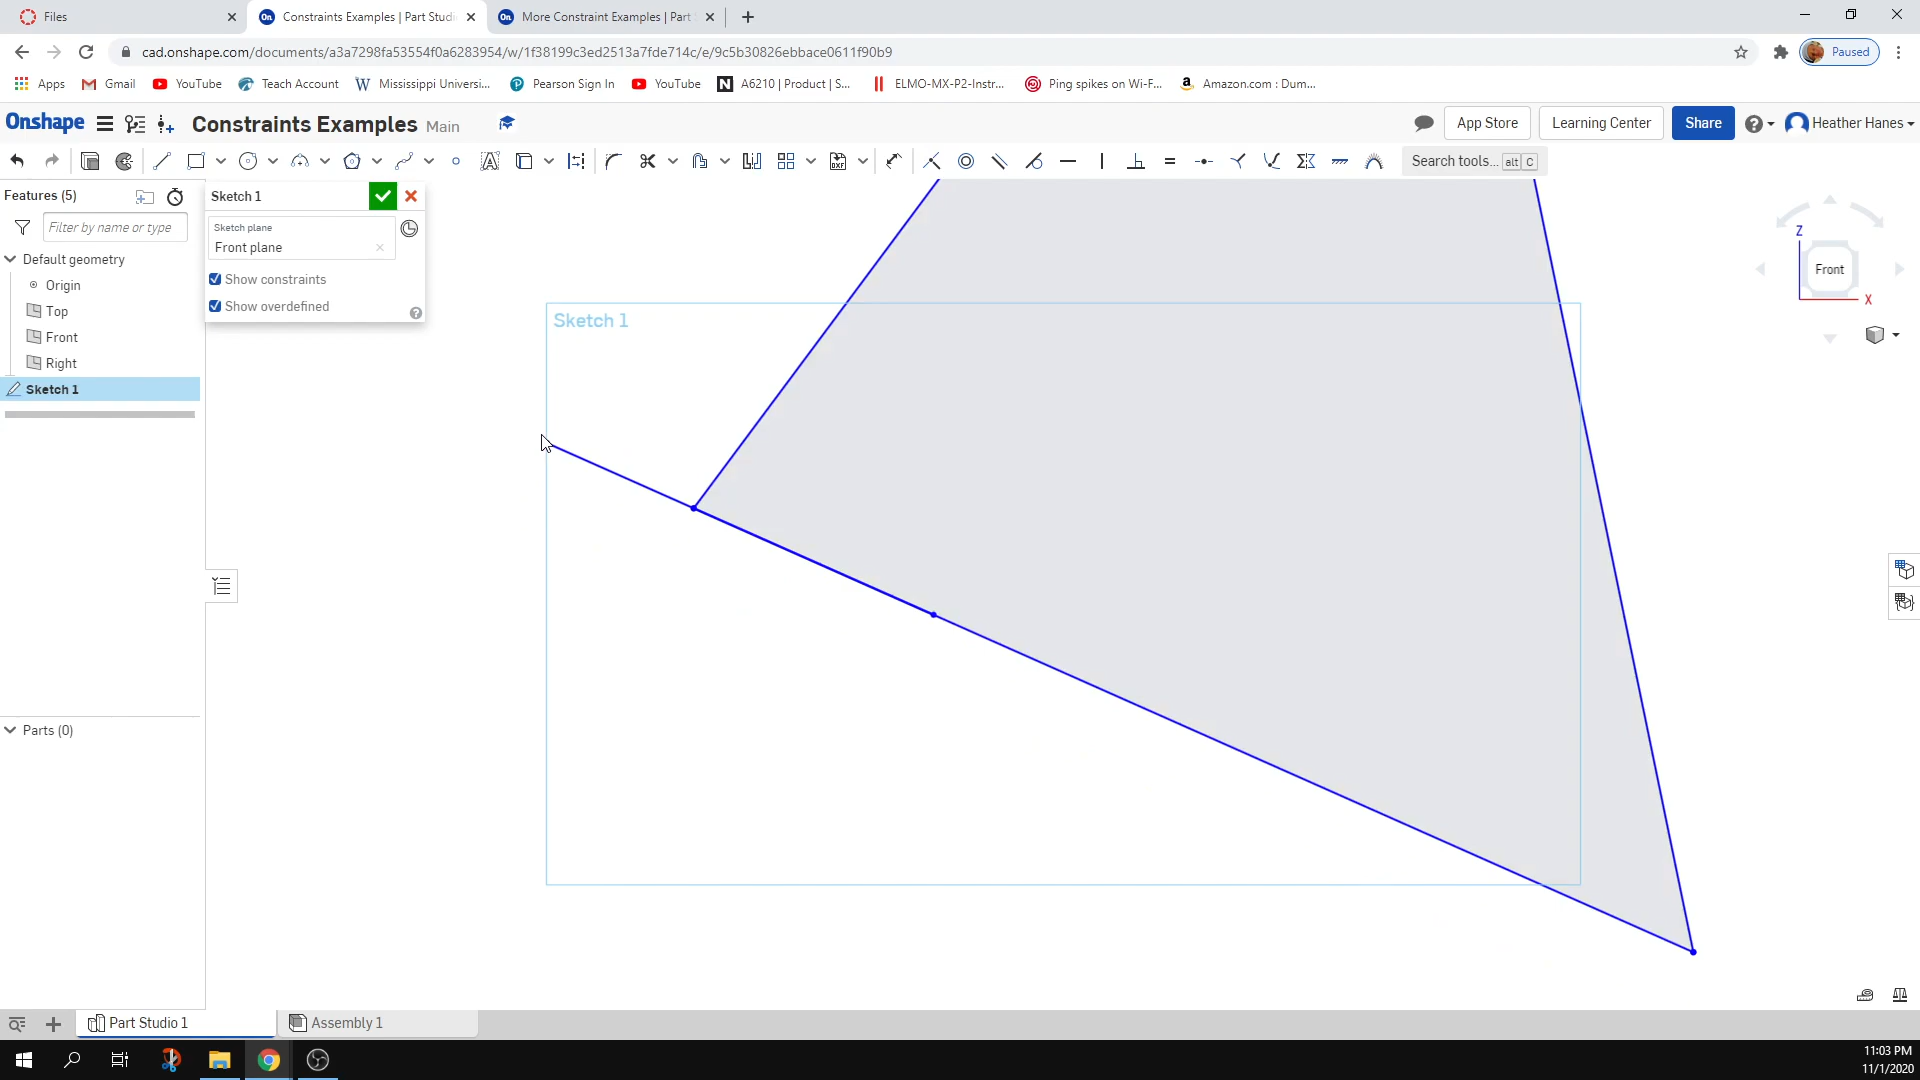 Files
Constraints Examples | Part Studi
More Constraint Examples | Part
cad.onshape.com/documents/a3a7298fa53554f0a6283954/w/1f38199c3ed2513a7fde714c/e/9c5b30826ebbace0611f90b9
Paused
Apps
Gmail
YouTube
Teach Account
Mississippi Universi...
Pearson Sign In
YouTube
A6210 | Product | S...
ELMO-MX-P2-Instr...
Ping spikes on Wi-F...
Amazon.com : Dum...
Onshape
Constraints Examples Main
App Store
Learning Center
Share
Heather Hanes
Search tools... alt C
Features (5)
Filter by name or type
Default geometry
Origin
Top
Front
Right
Sketch 1
Parts (0)
Sketch 1
Sketch plane
Front plane
Show constraints
Show overdefined
Sketch 1
Z
Front
X
Part Studio 1
Assembly 1
11:03 PM
11/1/2020